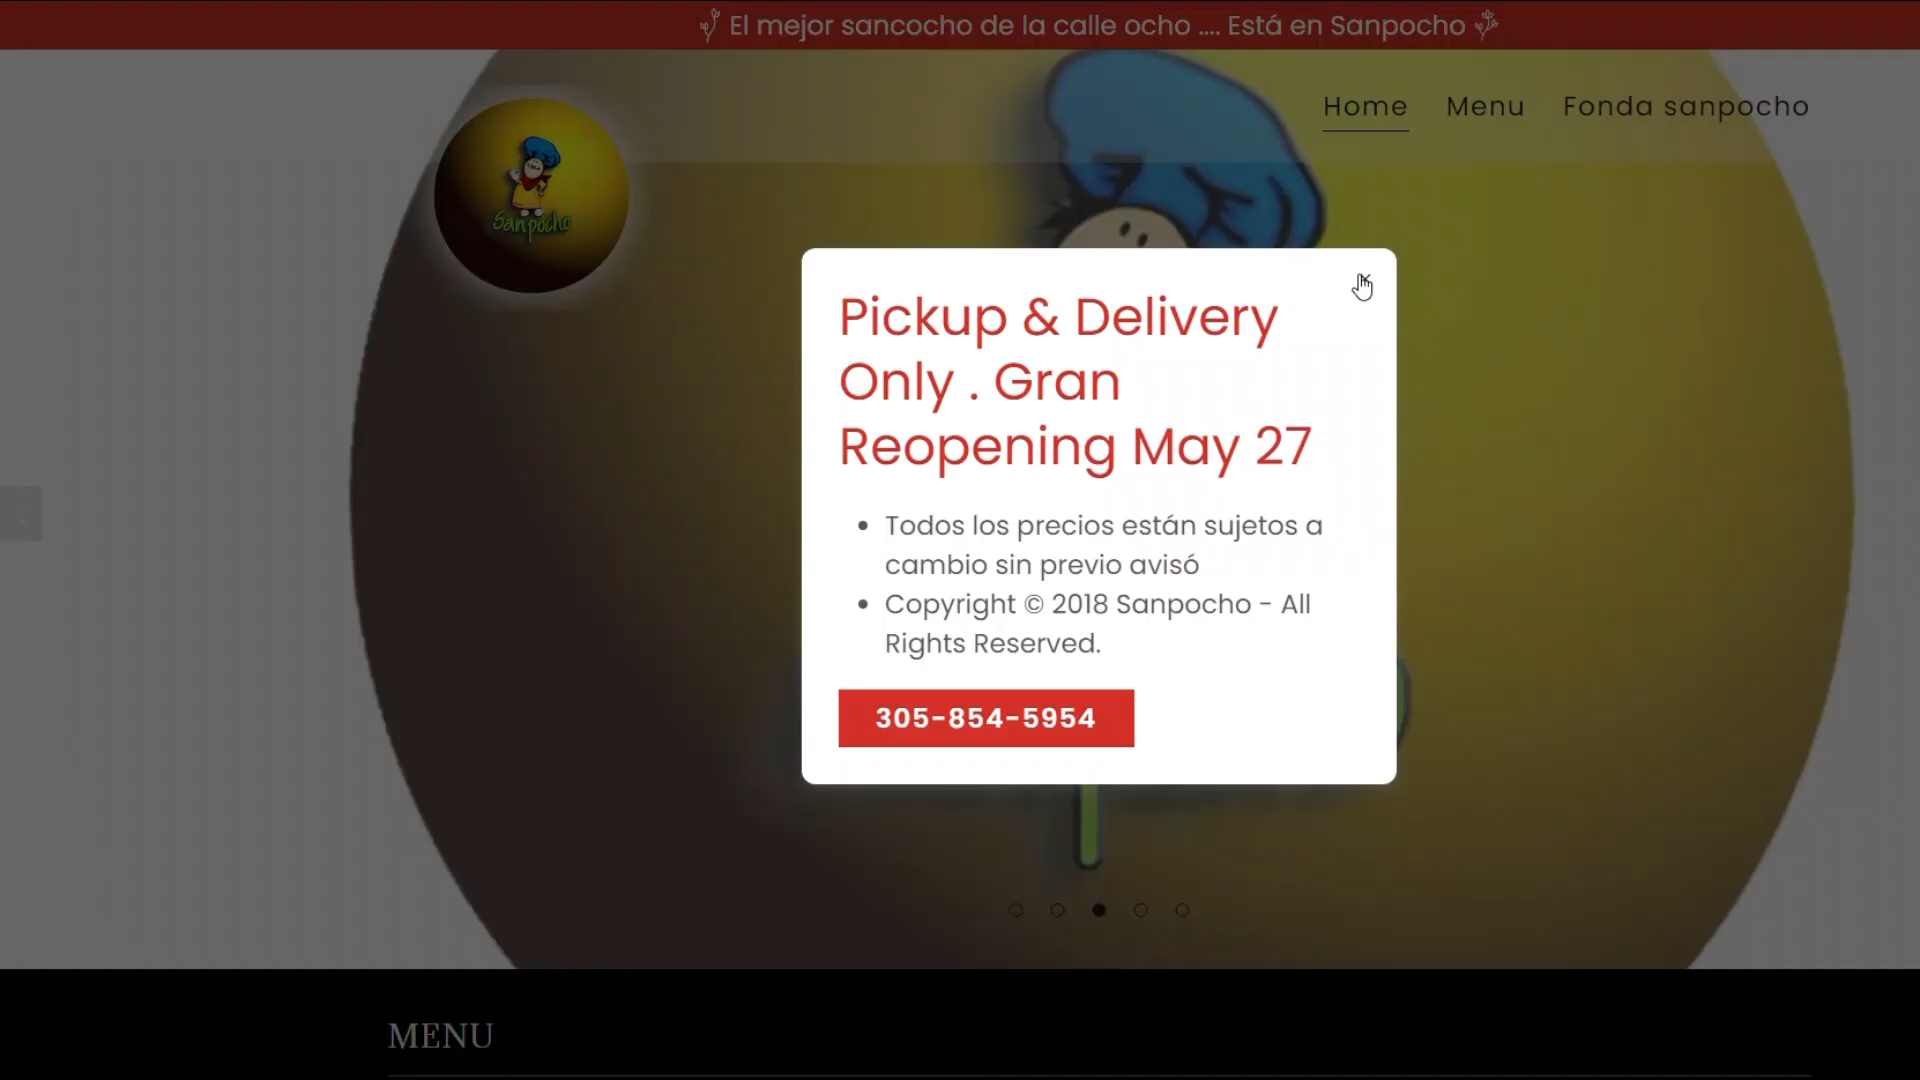 El mejor sancocho de la calle ocho .... Está en Sanpocho
Home Menu Fonda sanpocho
Sanpocho
Pickup & Delivery
Only . Gran
Reopening May 27
Todos los precios están sujetos a
cambio sin previo avisó
Copyright © 2018 Sanpocho - All
Rights Reserved.
305-854-5954
MENU